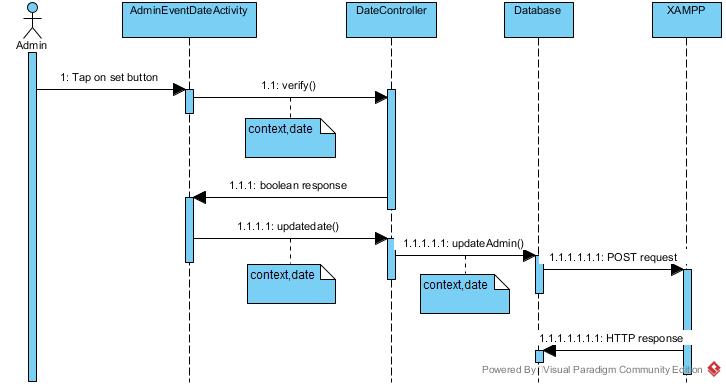 AdminEventDateActivity
DateController
Database
XAMPP
Admin
1: Tap on set button
1.1: verify()
context,date
1.1.1: boolean response
1.1.1.1: updatedate()
1.1.1.1.1: updateAdmin()
1.1.1.1.1.1: POST request
context,date
context,date
1.1.1.1.1.1.1: HTTP response
Powered By Visual Paradigm Community Edition